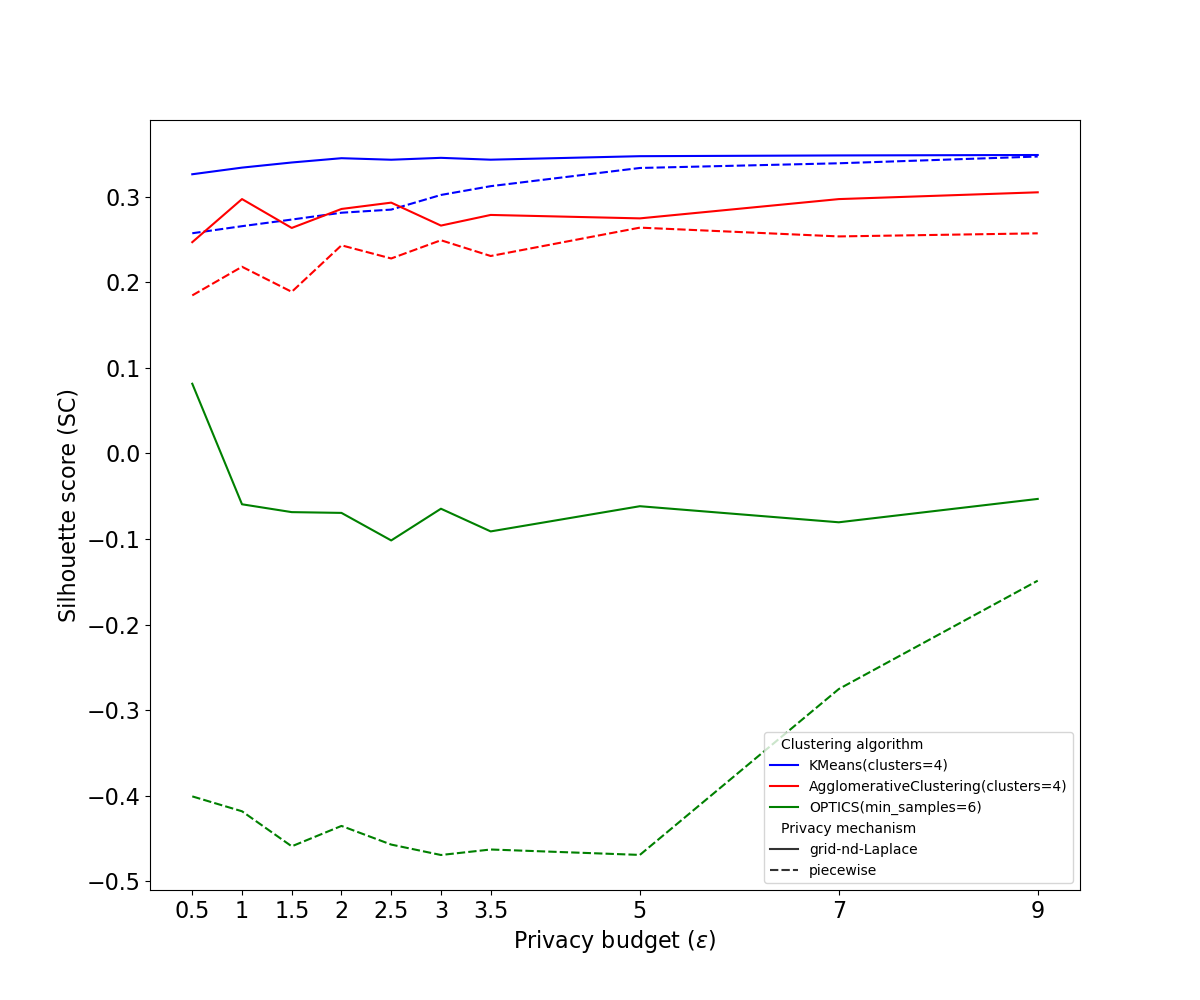 0.3
0.2
0.1
0.0
−0.1
−0.2
−0.3
−0.4
−0.5
Silhouette score (SC)
0.5 1 1.5 2 2.5 3 3.5 5 7 9
Privacy budget (ε)
Clustering algorithm
KMeans(clusters=4)
AgglomerativeClustering(clusters=4)
OPTICS(min_samples=6)
Privacy mechanism
grid-nd-Laplace
piecewise